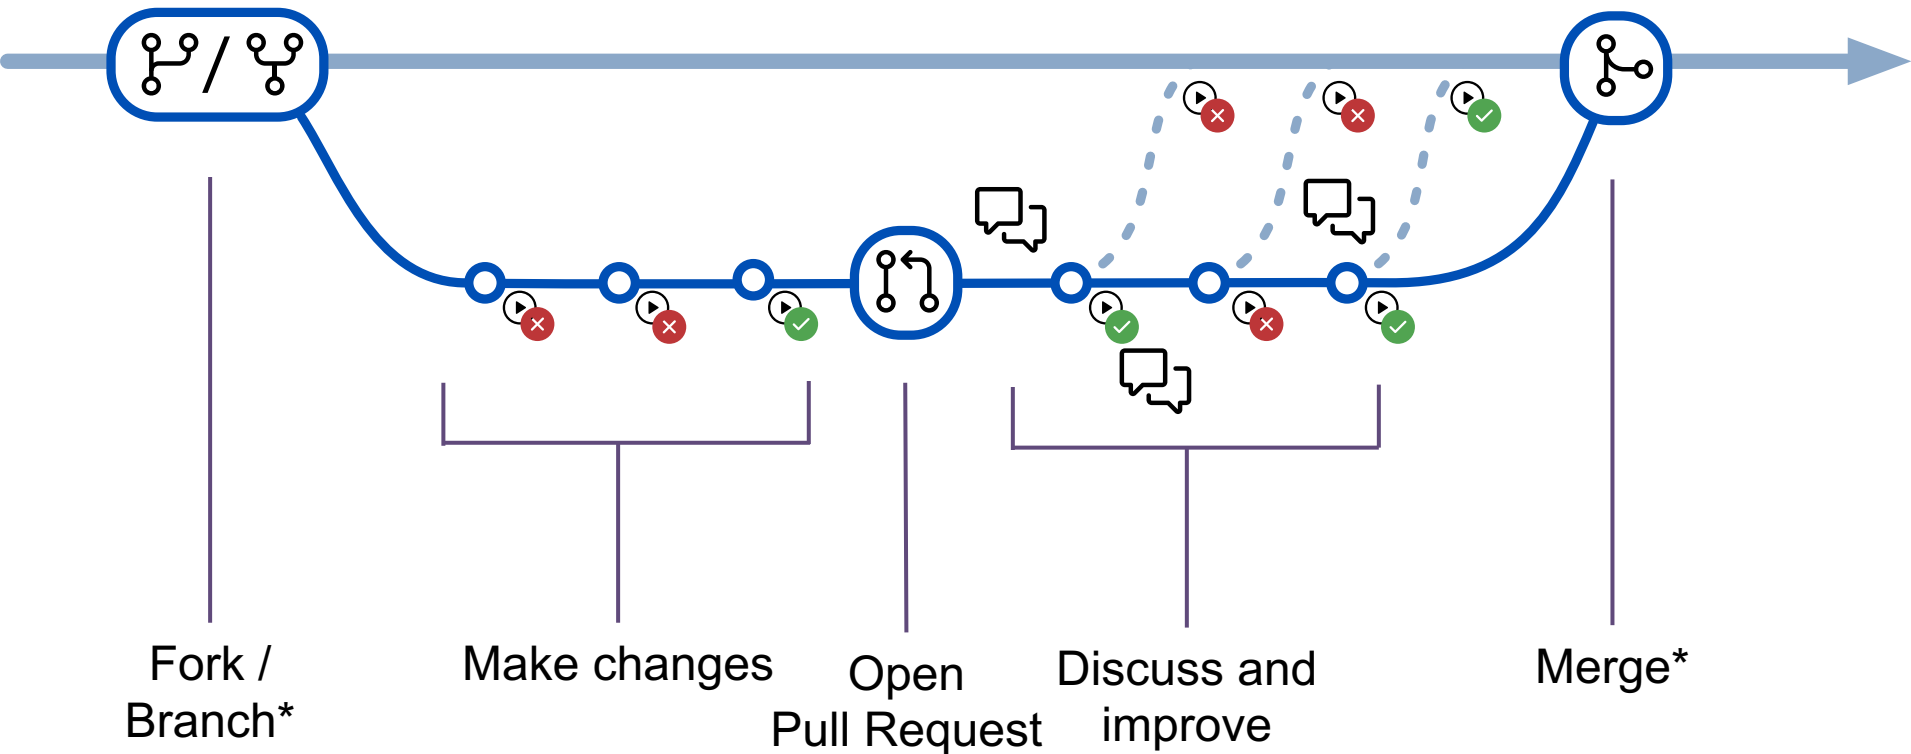 Fork /
Branch*
Make changes
Open
Pull Request
Discuss and
improve
Merge*